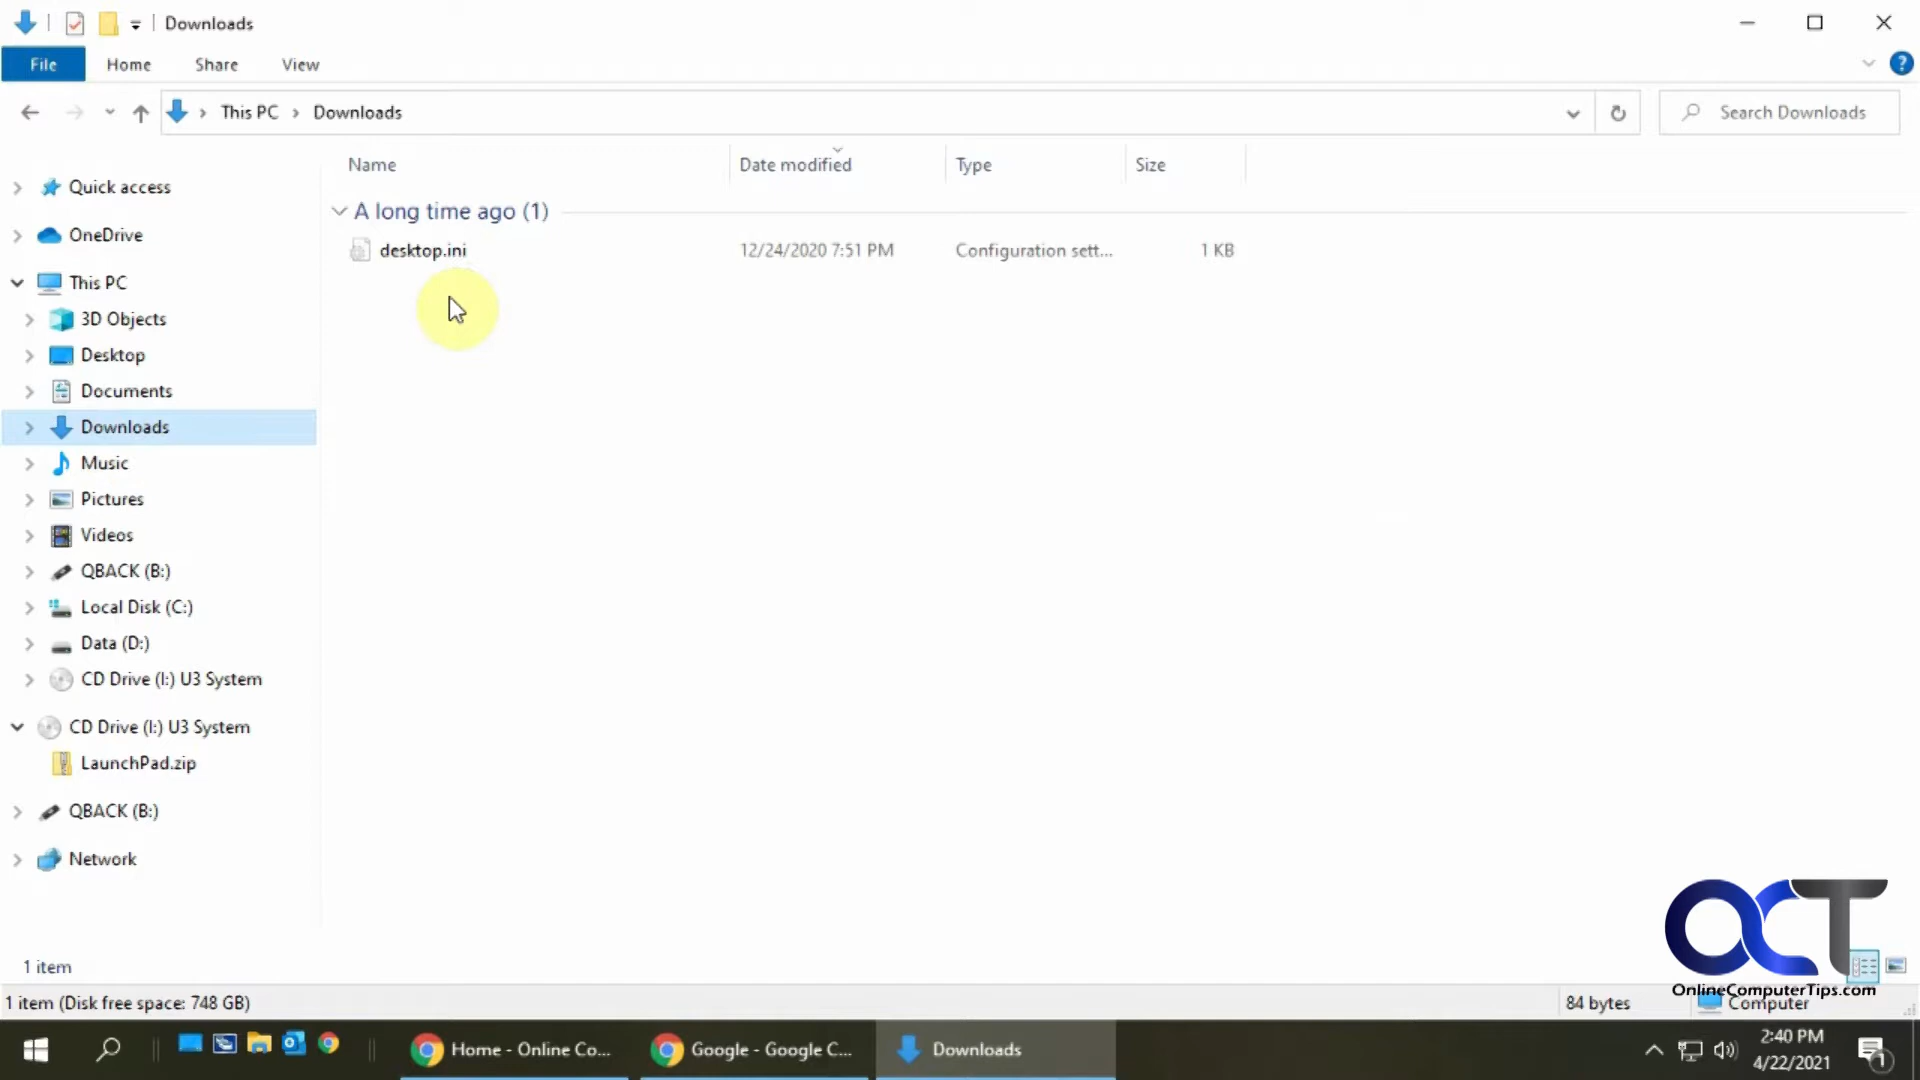 Downloads
File Home Share View
This PC Downloads
Search Downloads
Name Date modified Type Size
Quick access
A long time ago (1)
OneDrive
desktop.ini 12/24/2020 7:51 PM Configuration sett... 1 KB
This PC
3D Objects
Desktop
Documents
Downloads
Music
Pictures
Videos
QBACK (B:)
Local Disk (C:)
Data (D:)
CD Drive (I:) U3 System
CD Drive (I:) U3 System
LaunchPad.zip
QBACK (B:)
Network
OCT
OnlineComputerTips.com
1 item
1 item (Disk free space: 748 GB) 84 bytes Computer
Home - Online Co... Google - Google C... Downloads
2:40 PM
4/22/2021
1